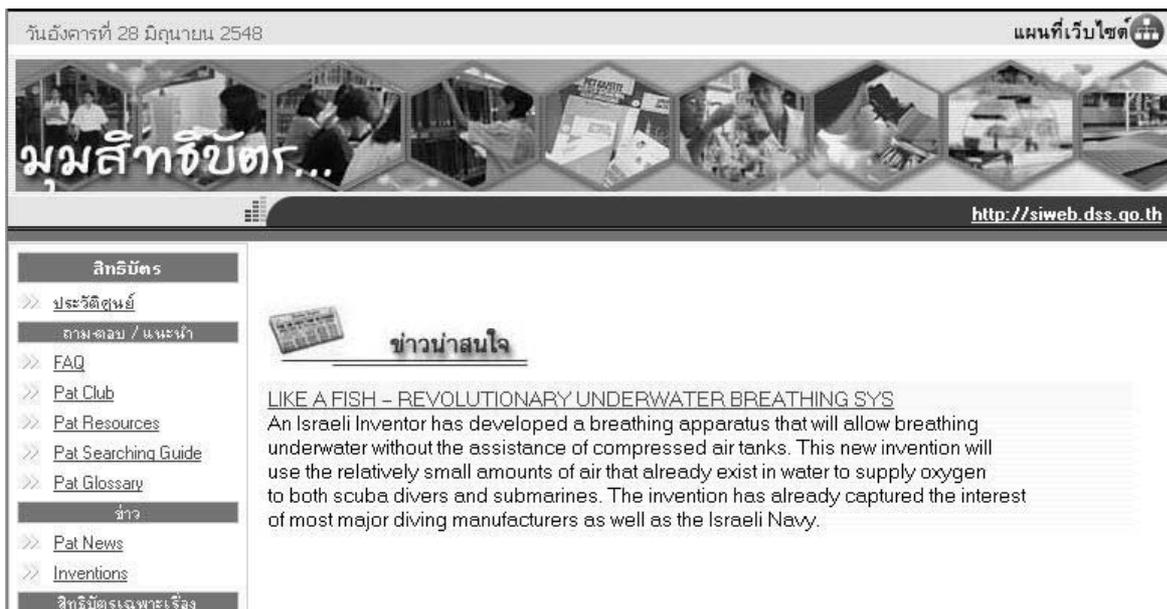 วันอังคารที่ 28 มิถุนายน 2548
แผนที่เว็บไซต์
มุมสิทธิบัตร...
http://siweb.dss.go.th
สิทธิบัตร
ประวัติศูนย์
ถาม-ตอบ / แนะนำ
FAQ
Pat Club
Pat Resources
Pat Searching Guide
Pat Glossary
ข่าว
Pat News
Inventions
สิทธิบัตรเฉพาะเรื่อง
ข่าวน่าสนใจ
LIKE A FISH – REVOLUTIONARY UNDERWATER BREATHING SYS
An Israeli Inventor has developed a breathing apparatus that will allow breathing
underwater without the assistance of compressed air tanks. This new invention will
use the relatively small amounts of air that already exist in water to supply oxygen
to both scuba divers and submarines. The invention has already captured the interest
of most major diving manufacturers as well as the Israeli Navy.